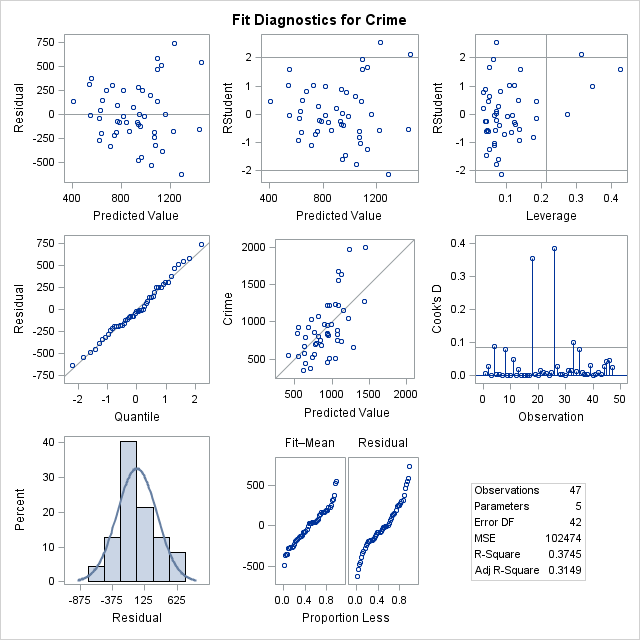 Fit Diagnostics for Crime
750
500
250
0
-250
-500
Residual
400 800 1200
Predicted Value
2
1
0
-1
-2
RStudent
400 800 1200
Predicted Value
2
1
0
-1
-2
RStudent
0.1 0.2 0.3 0.4
Leverage
750
500
250
0
-250
-500
-750
Residual
-2 -1 0 1 2
Quantile
2000
1500
1000
500
Crime
500 1000 1500 2000
Predicted Value
0.4
0.3
0.2
0.1
0.0
Cook's D
0 10 20 30 40 50
Observation
40
30
20
10
0
Percent
-875 -375 125 625
Residual
Fit–Mean Residual
500
0
-500
0.0 0.4 0.8 0.0 0.4 0.8
Proportion Less
Observations 47
Parameters 5
Error DF 42
MSE 102474
R-Square 0.3745
Adj R-Square 0.3149